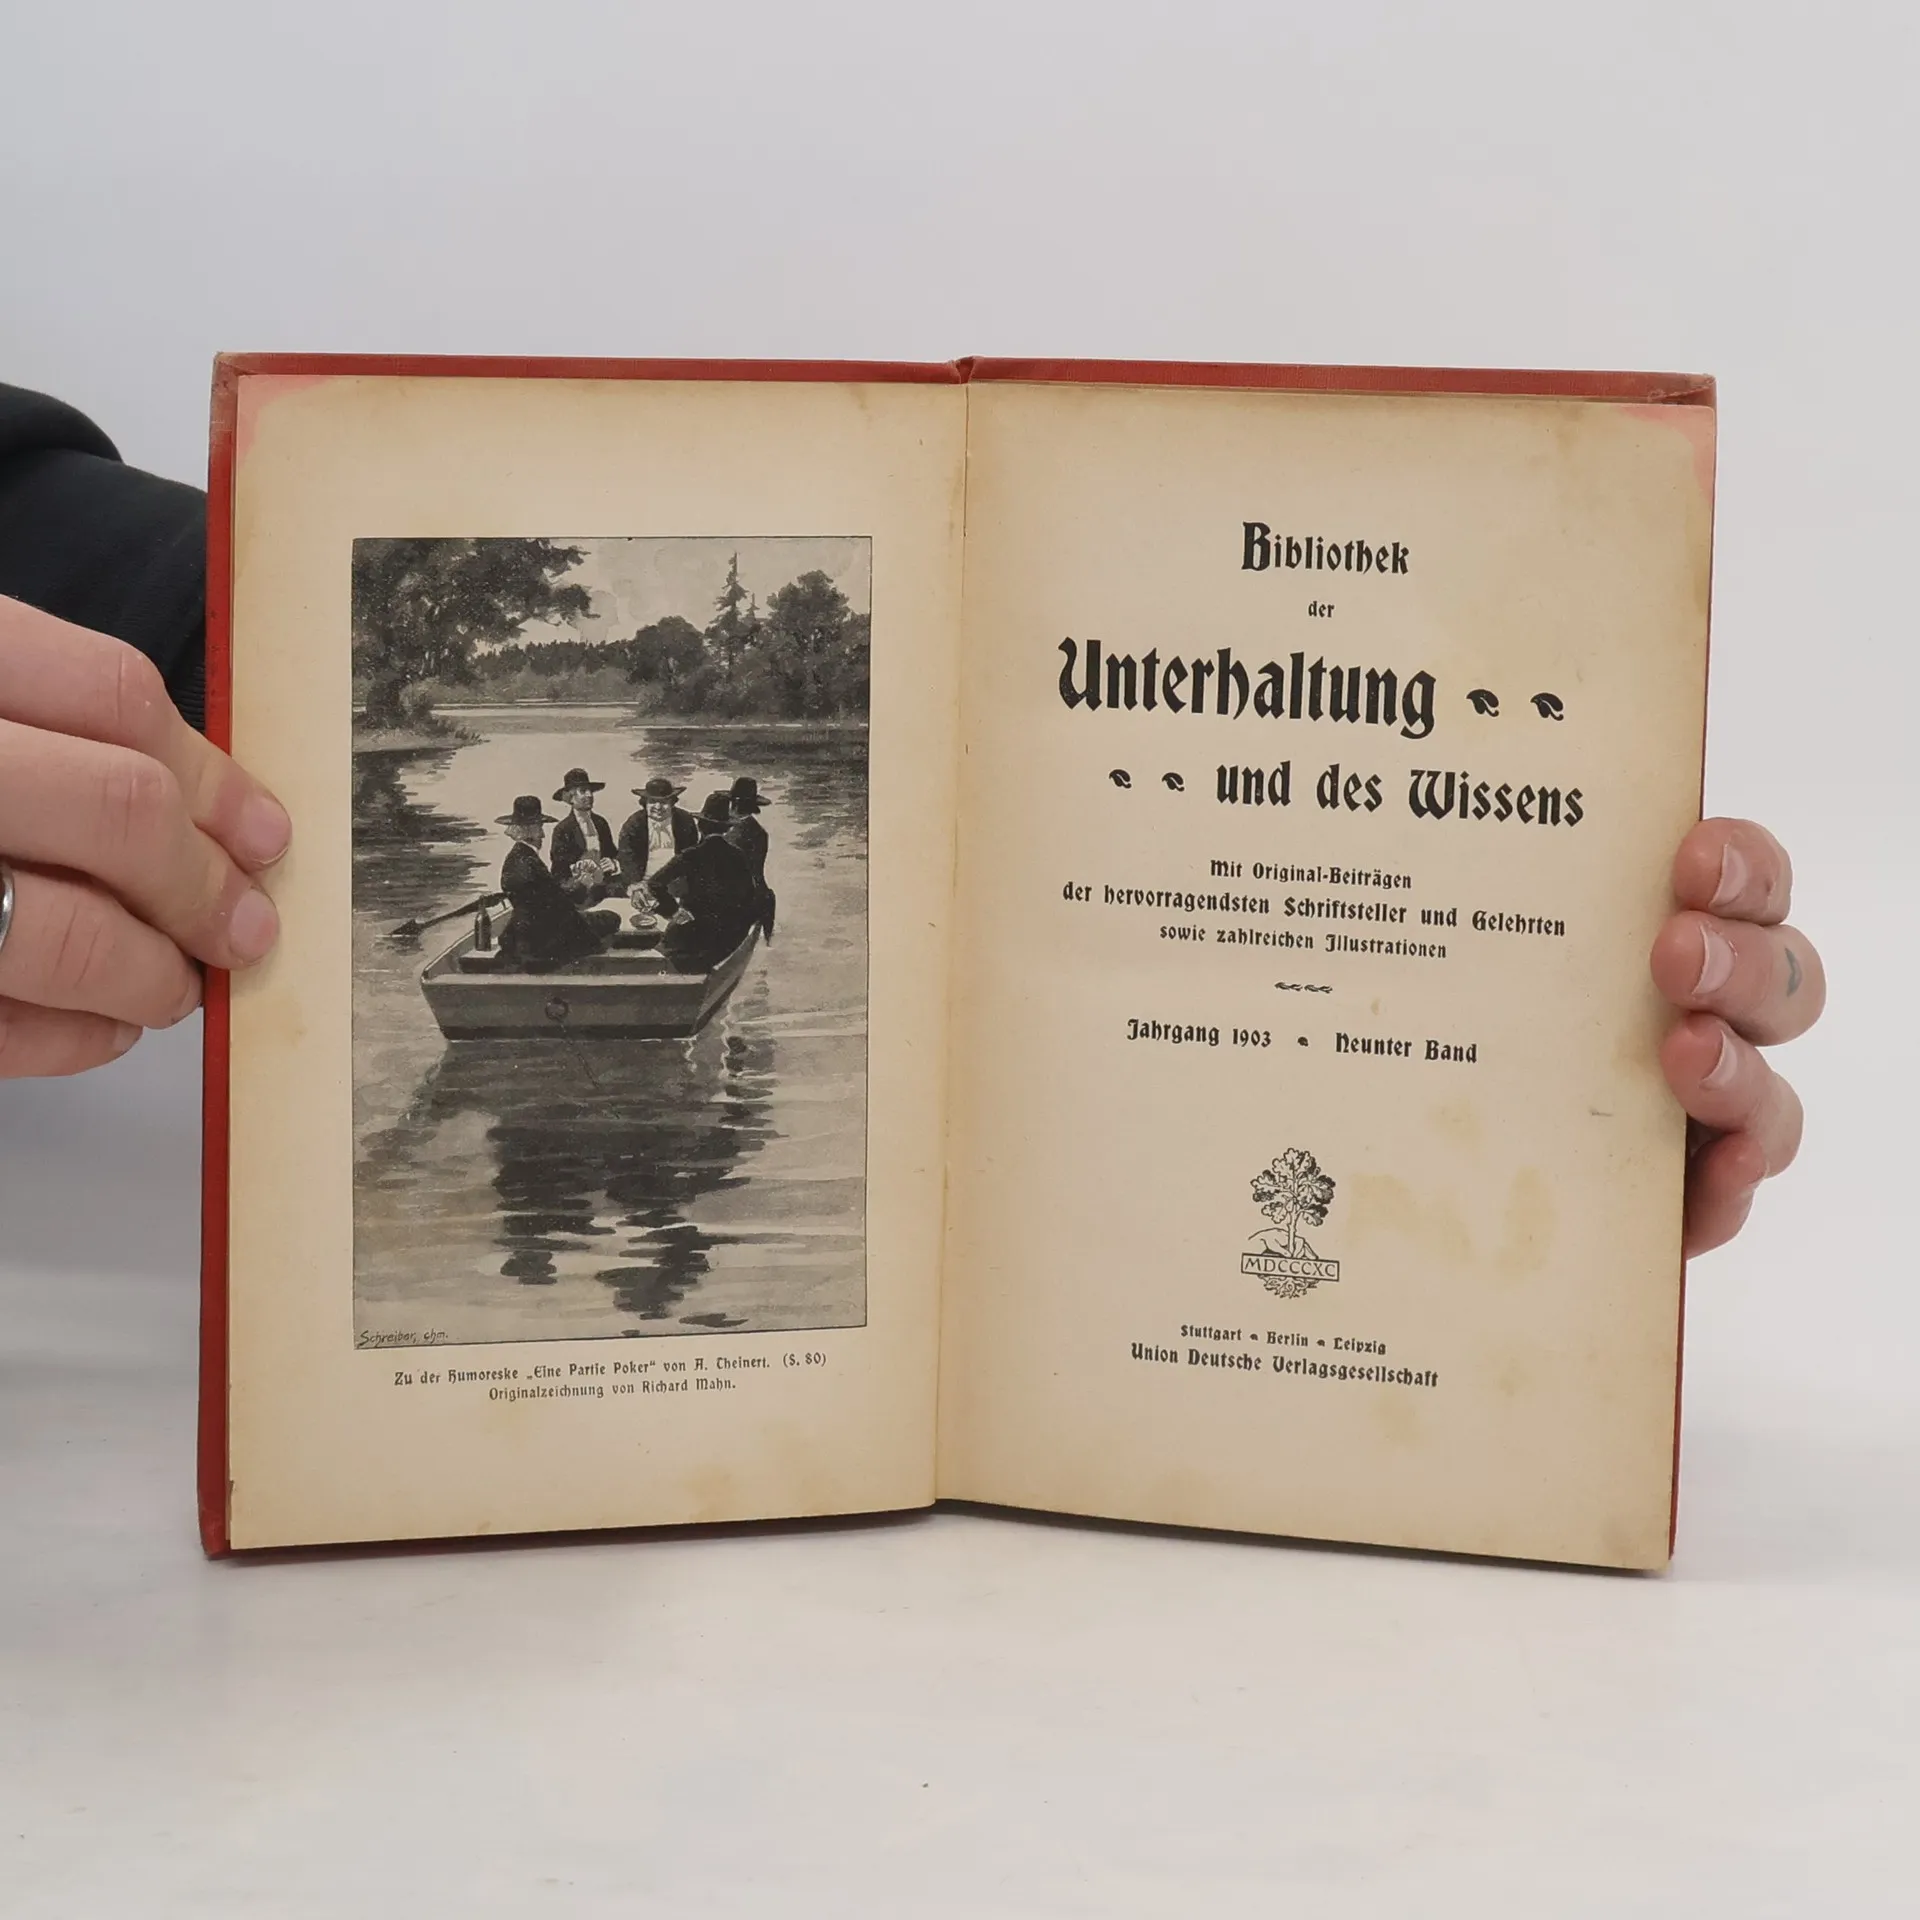 Schreiber, chm.
Zu der Humoreske „Eine Partie Poker“ von A. Theinert. (S. 80)
Originalzeichnung von Richard Mahn.
Bibliothek
der
Unterhaltung
und des Wissens
Mit Original-Beiträgen
der hervorragendsten Schriftsteller und Gelehrten
sowie zahlreichen Illustrationen
Jahrgang 1903 • Neunter Band
MDCCCXC
Stuttgart • Berlin • Leipzig
Union Deutsche Verlagsgesellschaft